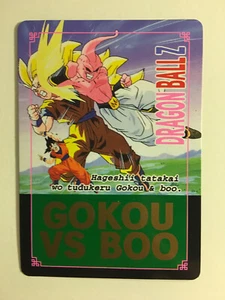 DRAGON BALL Z
Hageshii tatakai
wo tudukeru Gokou & boo.
GOKOU
VS BOO